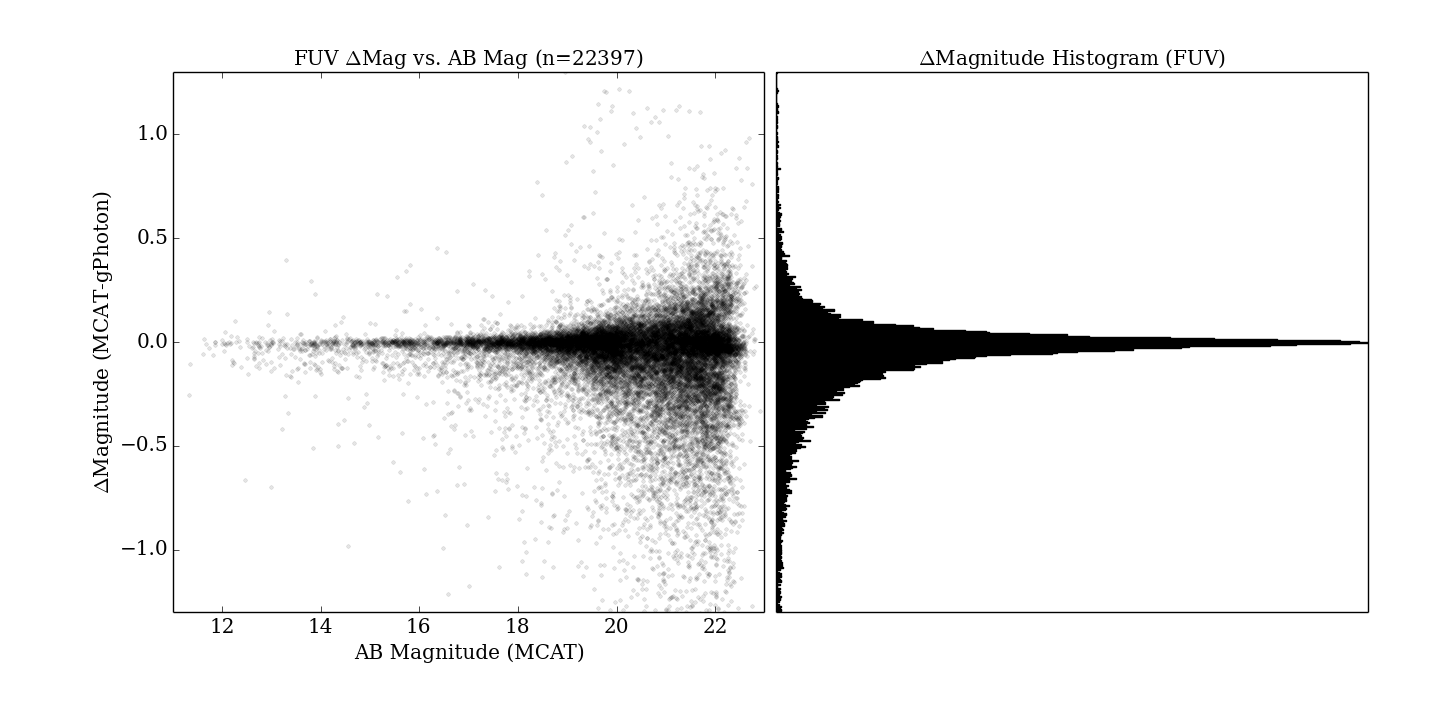 FUV ΔMag vs. AB Mag (n=22397)
ΔMagnitude Histogram (FUV)
ΔMagnitude (MCAT-gPhoton)
1.0
0.5
0.0
−0.5
−1.0
12 14 16 18 20 22
AB Magnitude (MCAT)